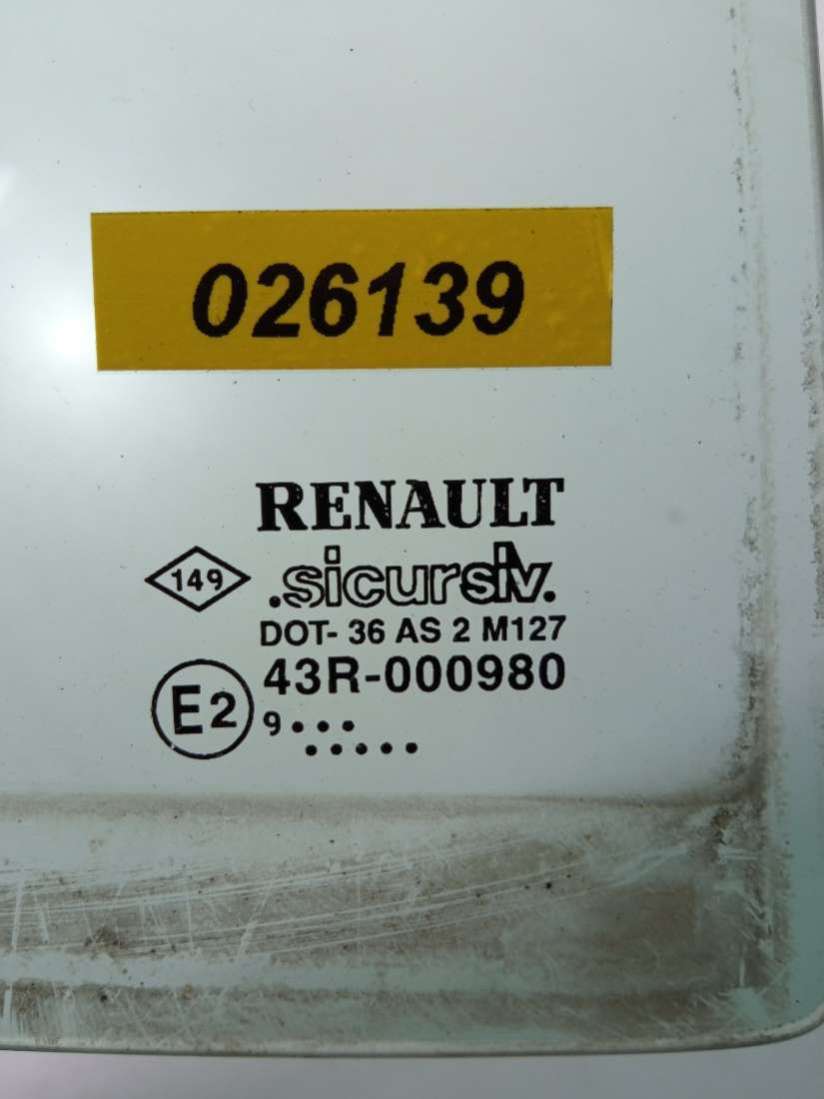 026139
RENAULT
149 .sicursiv.
DOT- 36 AS 2 M127
E2 43R-000980
9 •••
•••••